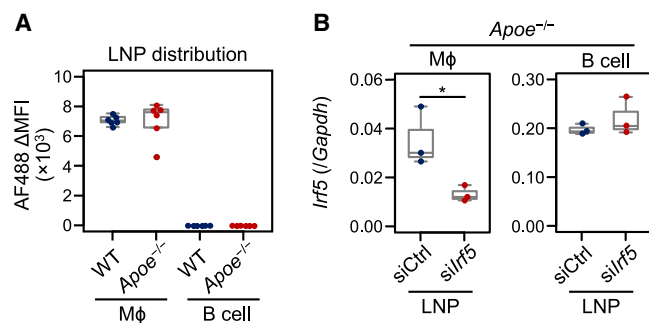 A
LNP distribution
AF488 ΔMFI
(×10³)
10
8
6
4
2
0
WT
Apoe⁻/⁻
WT
Apoe⁻/⁻
Mϕ
B cell
B
Apoe⁻/⁻
Mϕ
B cell
Irf5 (/Gapdh)
0.06
0.04
0.02
0.00
*
0.30
0.20
0.10
0.00
siCtrl
siIrf5
siCtrl
siIrf5
LNP
LNP